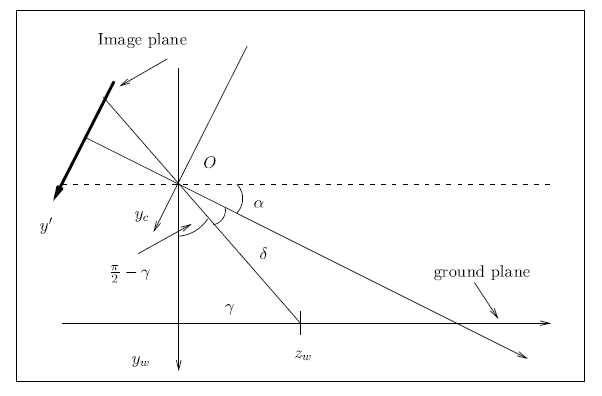 Image plane
O
α
y_c
y'
π/2 − γ
δ
ground plane
γ
y_w
z_w